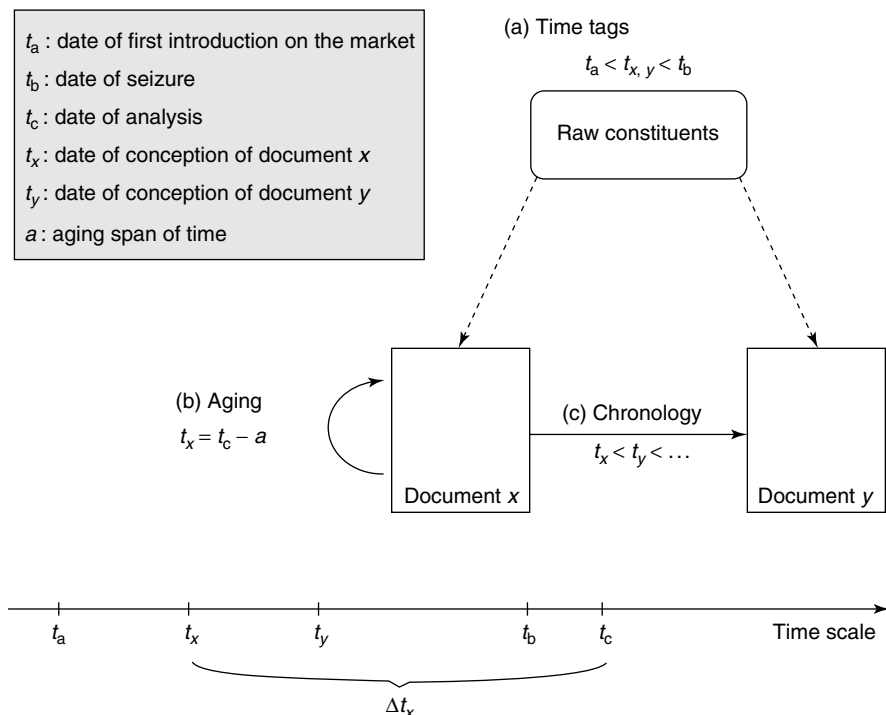 t_a : date of first introduction on the market
t_b : date of seizure
t_c : date of analysis
t_x : date of conception of document x
t_y : date of conception of document y
a : aging span of time
(a) Time tags
t_a < t_x, y < t_b
Raw constituents
(b) Aging
t_x = t_c – a
(c) Chronology
t_x < t_y < …
Document x
Document y
t_a t_x t_y t_b t_c Time scale
Δt_x